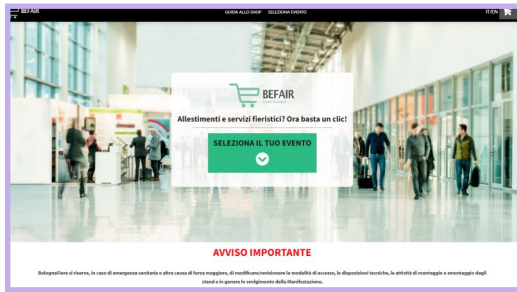 BEFAIR
GUIDA ALLO SHOP SELEZIONA EVENTO
IT/EN
BEFAIR
Allestimenti e servizi fieristici? Ora basta un clic!
SELEZIONA IL TUO EVENTO
AVVISO IMPORTANTE
BolognaFiere si riserva, in caso di emergenza sanitaria o altra causa di forza maggiore, di modificare/revisionare le modalità di accesso, le disposizioni tecniche, le attività di montaggio e smontaggio degli
stand o in genere lo svolgimento della Manifestazione.